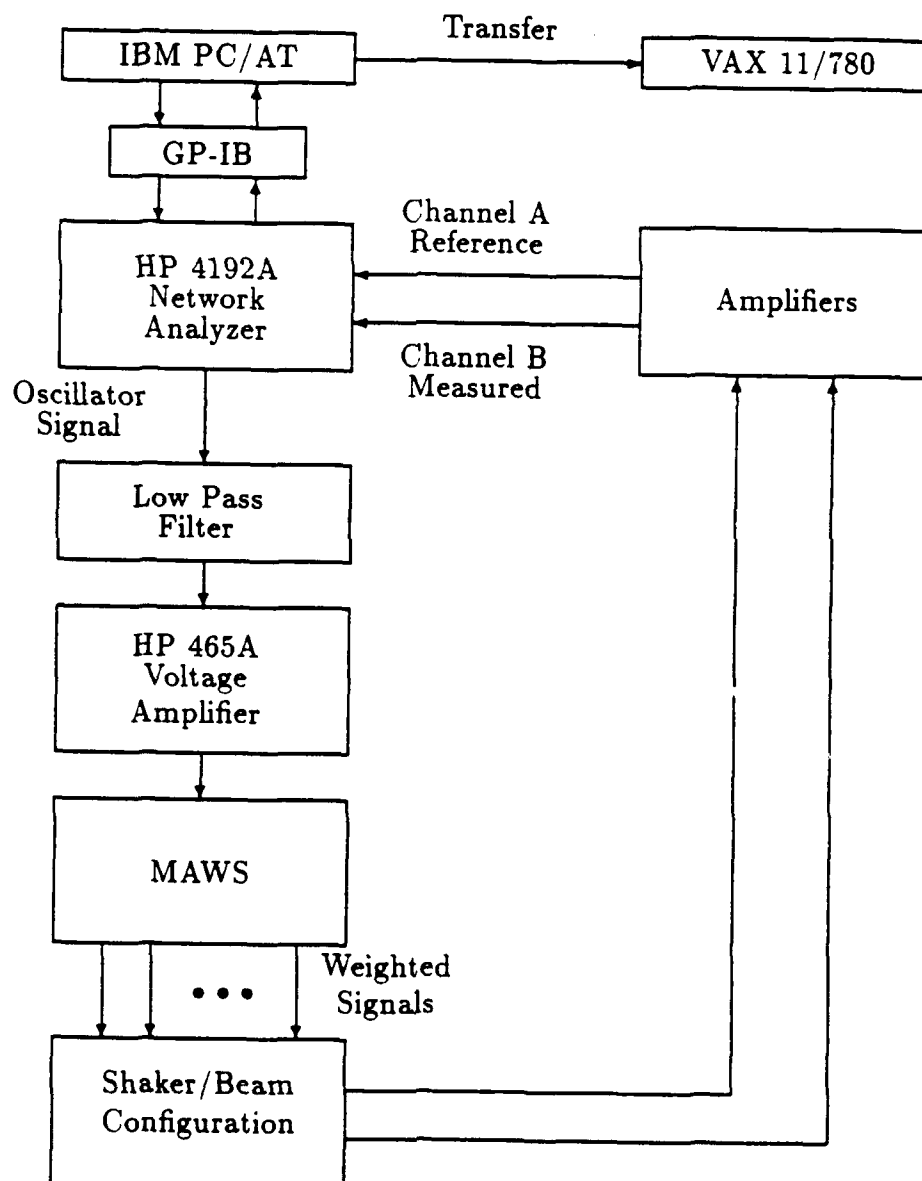 Transfer
IBM PC/AT
VAX 11/780
GP-IB
Channel A
Reference
HP 4192A
Network
Analyzer
Amplifiers
Channel B
Measured
Oscillator
Signal
Low Pass
Filter
HP 465A
Voltage
Amplifier
MAWS
• • •
Weighted
Signals
Shaker/Beam
Configuration